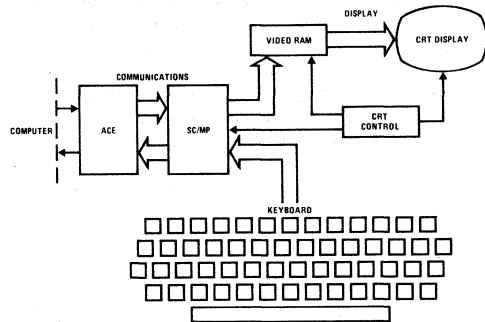 DISPLAY
VIDEO RAM
CRT DISPLAY
COMMUNICATIONS
COMPUTER
ACE
SC/MP
CRT
CONTROL
KEYBOARD